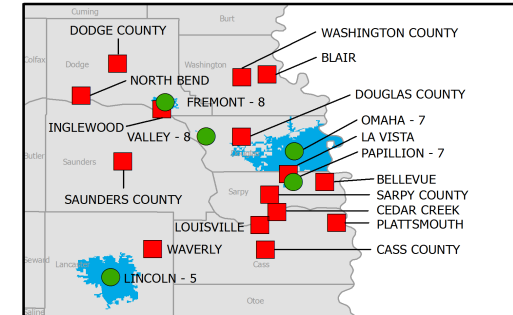 Cuming
Burt
DODGE COUNTY
WASHINGTON COUNTY
BLAIR
Colfax
Dodge
Washington
NORTH BEND
DOUGLAS COUNTY
FREMONT - 8
OMAHA - 7
INGLEWOOD
VALLEY - 8
LA VISTA
PAPILLION - 7
Butler
Saunders
BELLEVUE
Sarpy
SARPY COUNTY
SAUNDERS COUNTY
CEDAR CREEK
LOUISVILLE
PLATTSMOUTH
WAVERLY
CASS COUNTY
Seward
Lancaster
Cass
LINCOLN - 5
Otoe
Saline